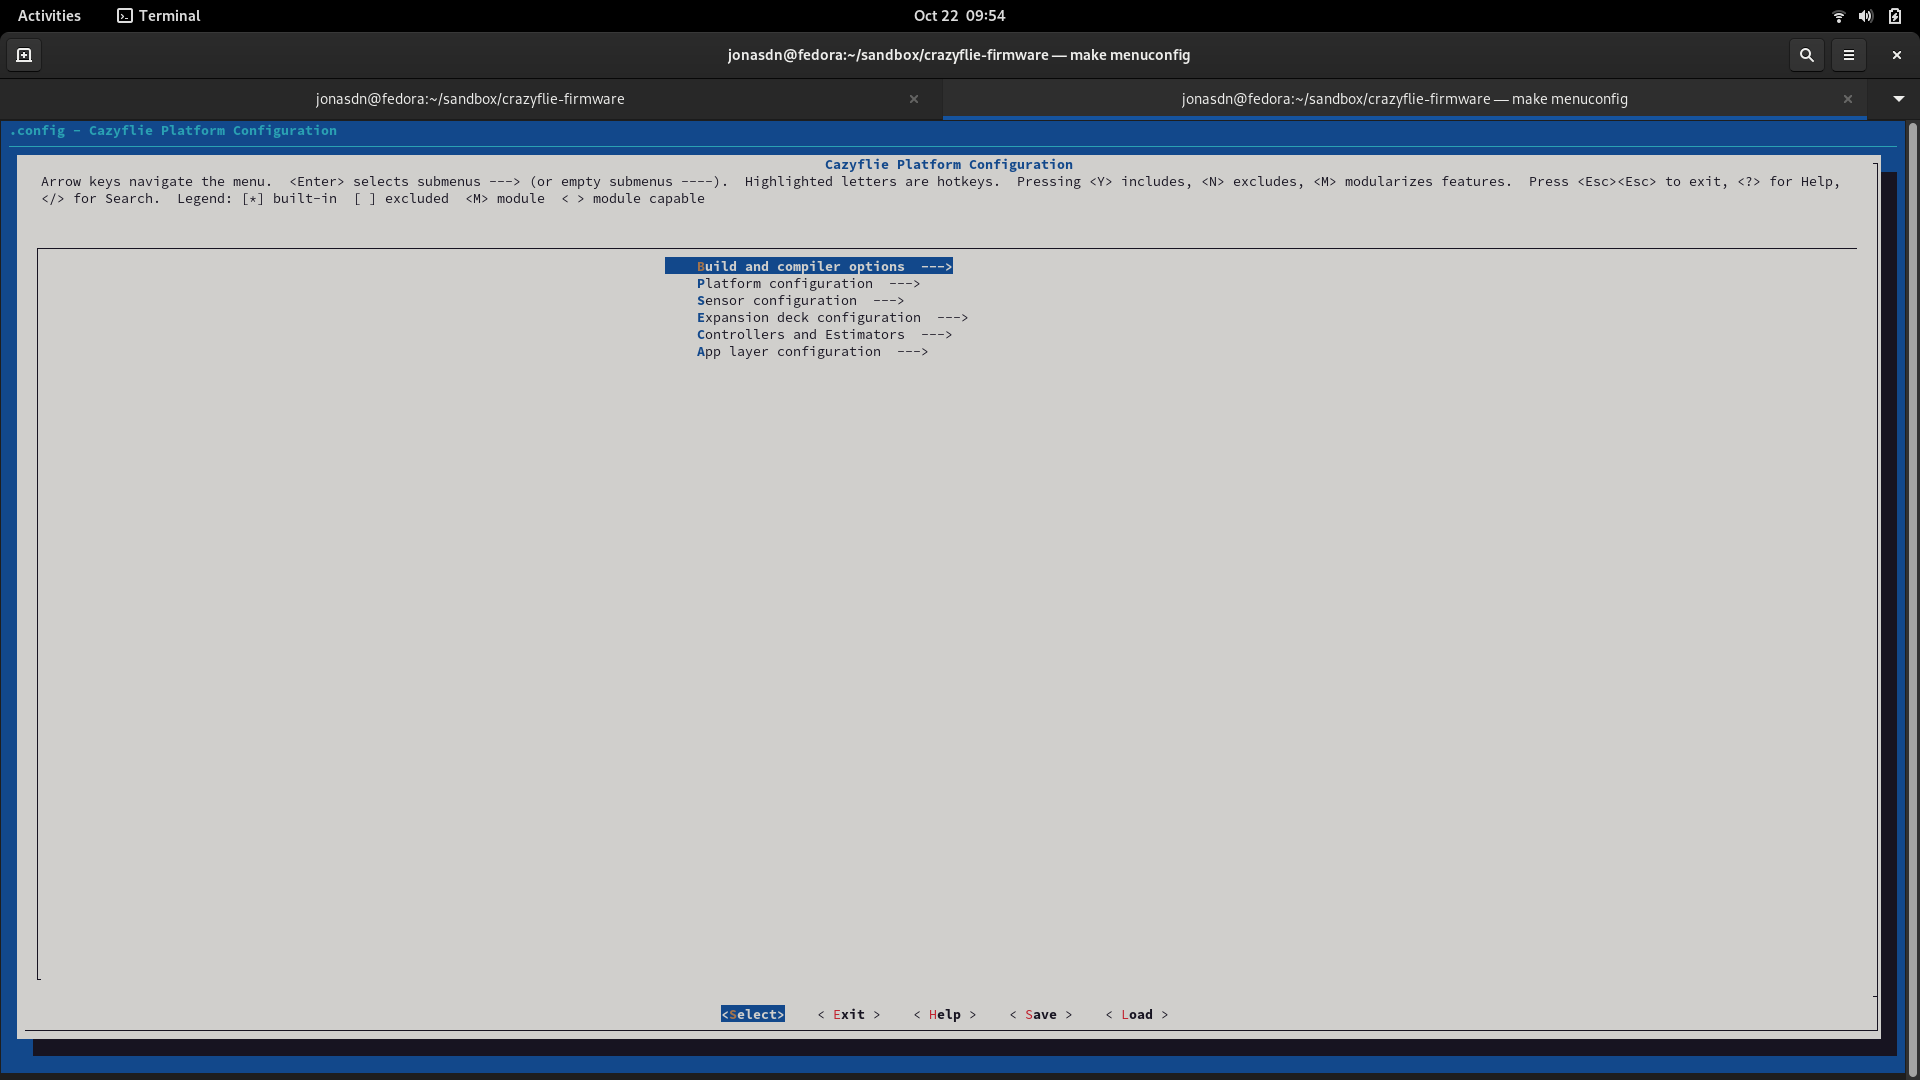 Activities Terminal Oct 22 09:54
jonasdn@fedora:~/sandbox/crazyflie-firmware — make menuconfig
jonasdn@fedora:~/sandbox/crazyflie-firmware jonasdn@fedora:~/sandbox/crazyflie-firmware — make menuconfig
.config - Cazyflie Platform Configuration
Cazyflie Platform Configuration
Arrow keys navigate the menu.  <Enter> selects submenus ---> (or empty submenus ----).  Highlighted letters are hotkeys.  Pressing <Y> includes, <N> excludes, <M> modularizes features.  Press <Esc><Esc> to exit, <?> for Help,
</> for Search.  Legend: [*] built-in  [ ] excluded  <M> module  < > module capable
Build and compiler options  --->
Platform configuration  --->
Sensor configuration  --->
Expansion deck configuration  --->
Controllers and Estimators  --->
App layer configuration  --->
<Select>    < Exit >    < Help >    < Save >    < Load >